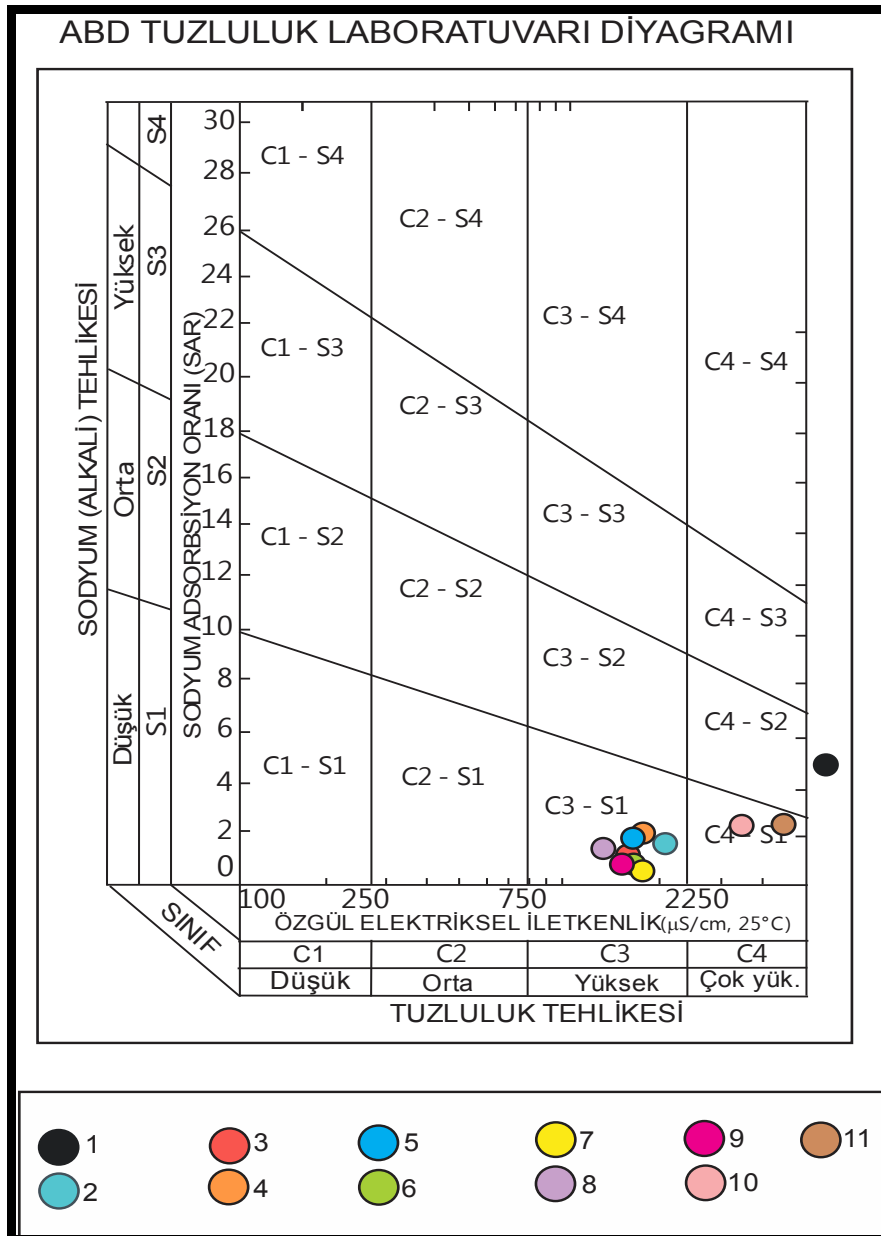 ABD TUZLULUK LABORATUVARI DİYAGRAMI
SODYUM (ALKALİ) TEHLİKESİ
Yüksek
Orta
Düşük
S4
S3
S2
S1
SODYUM ADSORBSİYON ORANI (SAR)
30
28
26
24
22
20
18
16
14
12
10
8
6
4
2
0
C1 - S4
C2 - S4
C3 - S4
C4 - S4
C1 - S3
C2 - S3
C3 - S3
C4 - S3
C1 - S2
C2 - S2
C3 - S2
C4 - S2
C1 - S1
C2 - S1
C3 - S1
C4 - S1
100 250 750 2250
ÖZGÜL ELEKTRİKSEL İLETKENLİK(µS/cm, 25°C)
SINIF
C1 C2 C3 C4
Düşük Orta Yüksek Çok yük.
TUZLULUK TEHLİKESİ
1 3 5 7 9 11
2 4 6 8 10